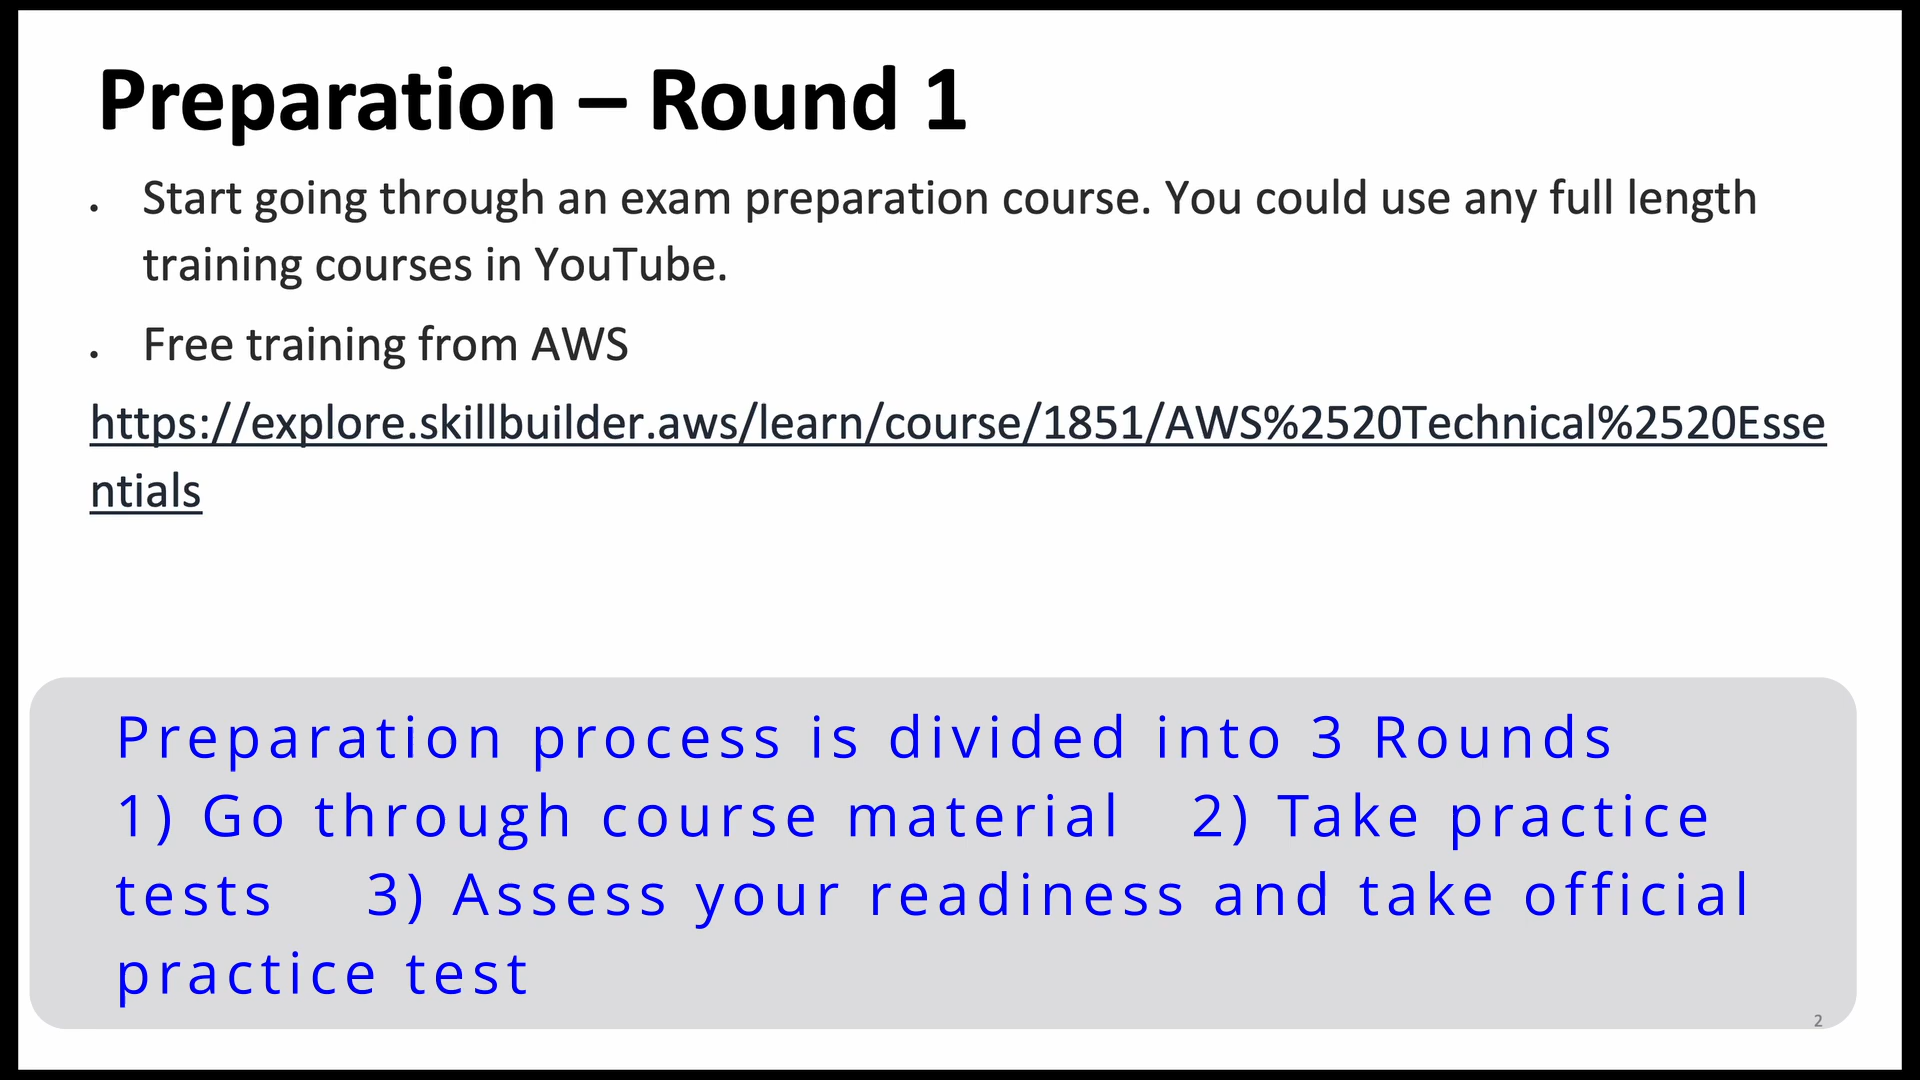 Preparation – Round 1
• Start going through an exam preparation course. You could use any full length
training courses in YouTube.
• Free training from AWS
https://explore.skillbuilder.aws/learn/course/1851/AWS%2520Technical%2520Esse
ntials
Preparation process is divided into 3 Rounds
1) Go through course material 2) Take practice
tests 3) Assess your readiness and take official
practice test
2